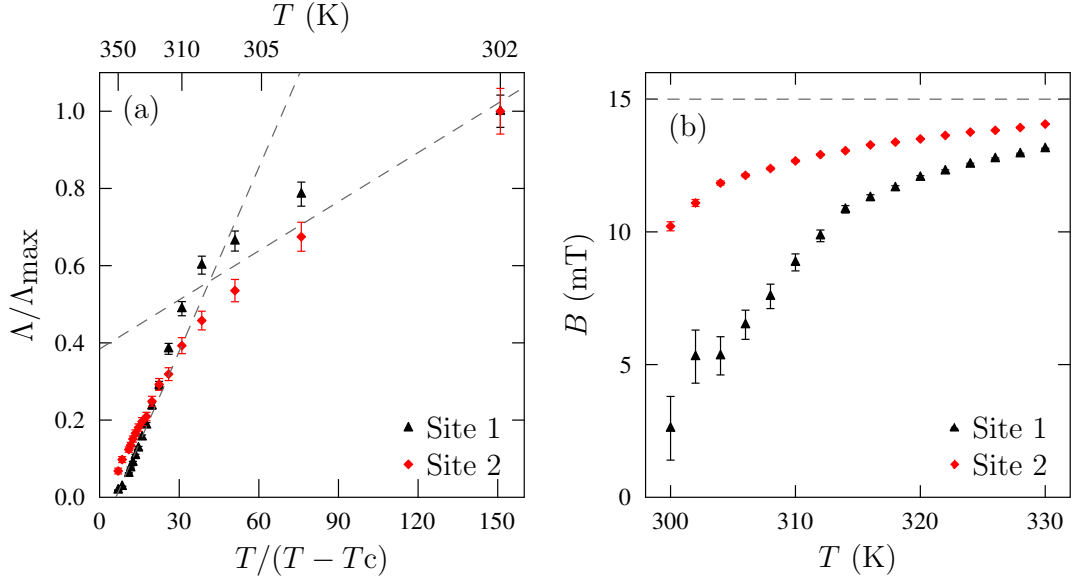 T (K)
350 310 305 302
(a)
1.0
0.8
0.6
0.4
0.2
0.0
Λ/Λmax
Site 1
Site 2
0 30 60 90 120 150
T/(T − Tc)
(b)
15
10
5
0
B (mT)
Site 1
Site 2
300 310 320 330
T (K)